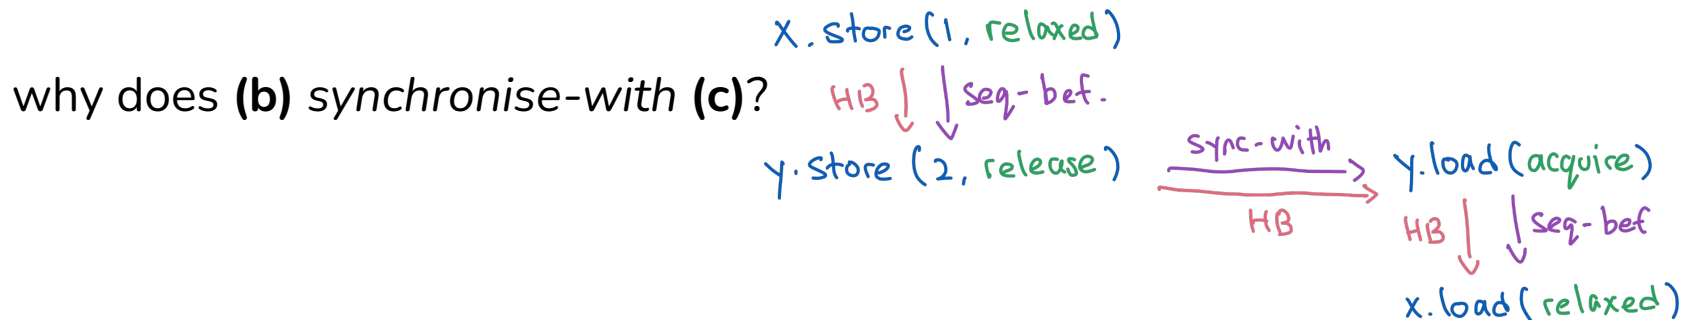 why does (b) synchronise-with (c)?
x.store(1, relaxed)
HB seq-bef.
y.store (2, release)
sync-with
HB
y.load(acquire)
HB seq-bef
x.load(relaxed)